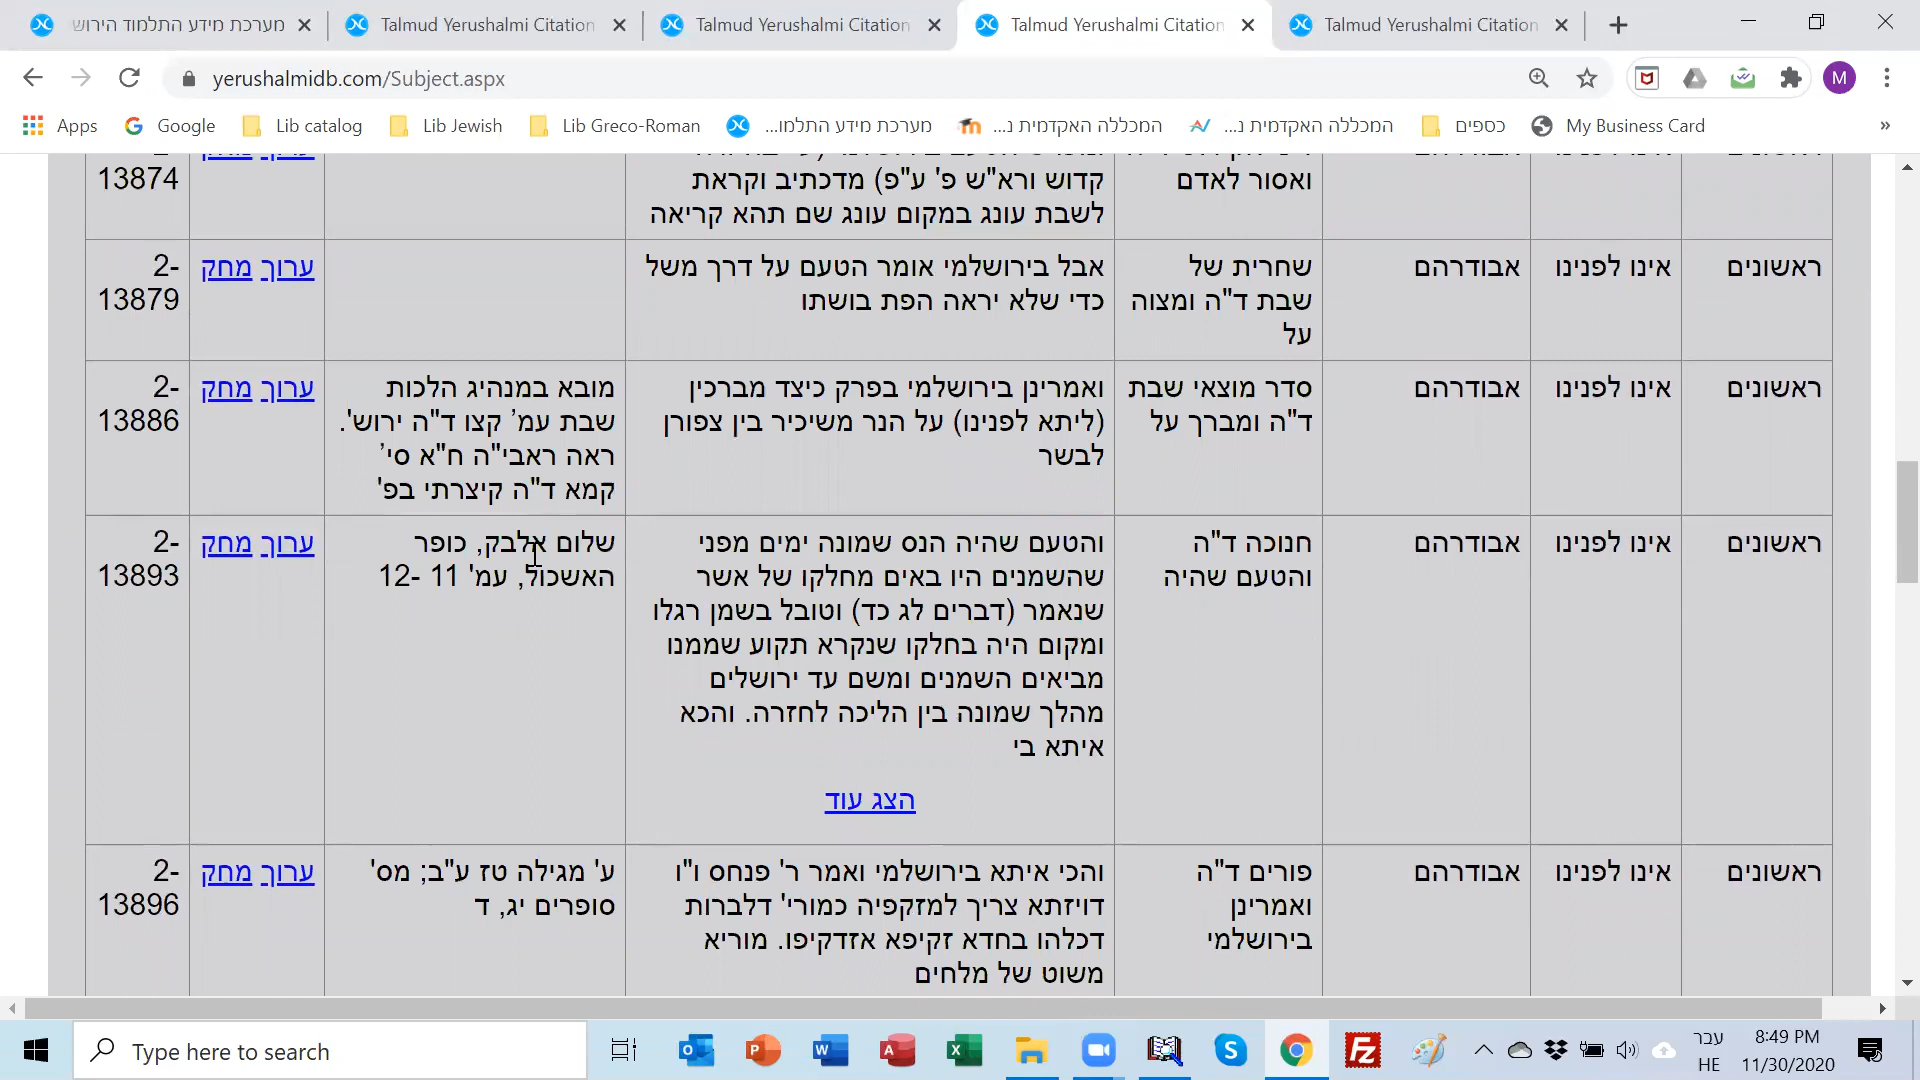 מערכת מידע התלמוד הירוש
Talmud Yerushalmi Citation
Talmud Yerushalmi Citation
Talmud Yerushalmi Citation
Talmud Yerushalmi Citation
yerushalmidb.com/Subject.aspx
M
Apps
Google
Lib catalog
Lib Jewish
Lib Greco-Roman
מערכת מידע התלמו...
המכללה האקדמית נ...
המכללה האקדמית נ...
כספים
My Business Card
ואסור לאדם
קדוש ורא"ש פ' ע"פ) מדכתיב וקראת
לשבת עונג במקום עונג שם תהא קריאה
13874
ראשונים
אינו לפנינו
אבודרהם
שחרית של
שבת ד"ה ומצוה
על
אבל בירושלמי אומר הטעם על דרך משל
כדי שלא יראה הפת בושתו
ערוך מחק
2-
13879
ראשונים
אינו לפנינו
אבודרהם
סדר מוצאי שבת
ד"ה ומברך על
ואמרינן בירושלמי בפרק כיצד מברכין
(ליתא לפנינו) על הנר משיכיר בין צפורן
לבשר
מובא במנהיג הלכות
שבת עמ' קצו ד"ה ירוש'.
ראה ראבי"ה ח"א סי'
קמא ד"ה קיצרתי בפ'
ערוך מחק
2-
13886
ראשונים
אינו לפנינו
אבודרהם
חנוכה ד"ה
והטעם שהיה
והטעם שהיה הנס שמונה ימים מפני
שהשמנים היו באים מחלקו של אשר
שנאמר (דברים לג כד) וטובל בשמן רגלו
ומקום היה בחלקו שנקרא תקוע שממנו
מביאים השמנים ומשם עד ירושלים
מהלך שמונה בין הליכה לחזרה. והכא
איתא בי
הצג עוד
שלום אלבק, כופר
האשכול, עמ' 11 -12
ערוך מחק
2-
13893
ראשונים
אינו לפנינו
אבודרהם
פורים ד"ה
ואמרינן
בירושלמי
והכי איתא בירושלמי ואמר ר' פנחס ו"ו
דויזתא צריך למזקפיה כמורי' דלברות
דכלהו בחדא זקיפא אזדקיפו. מוריא
משוט של מלחים
ע' מגילה טז ע"ב; מס'
סופרים יג, ד
ערוך מחק
2-
13896
Type here to search
עבר
HE
8:49 PM
11/30/2020